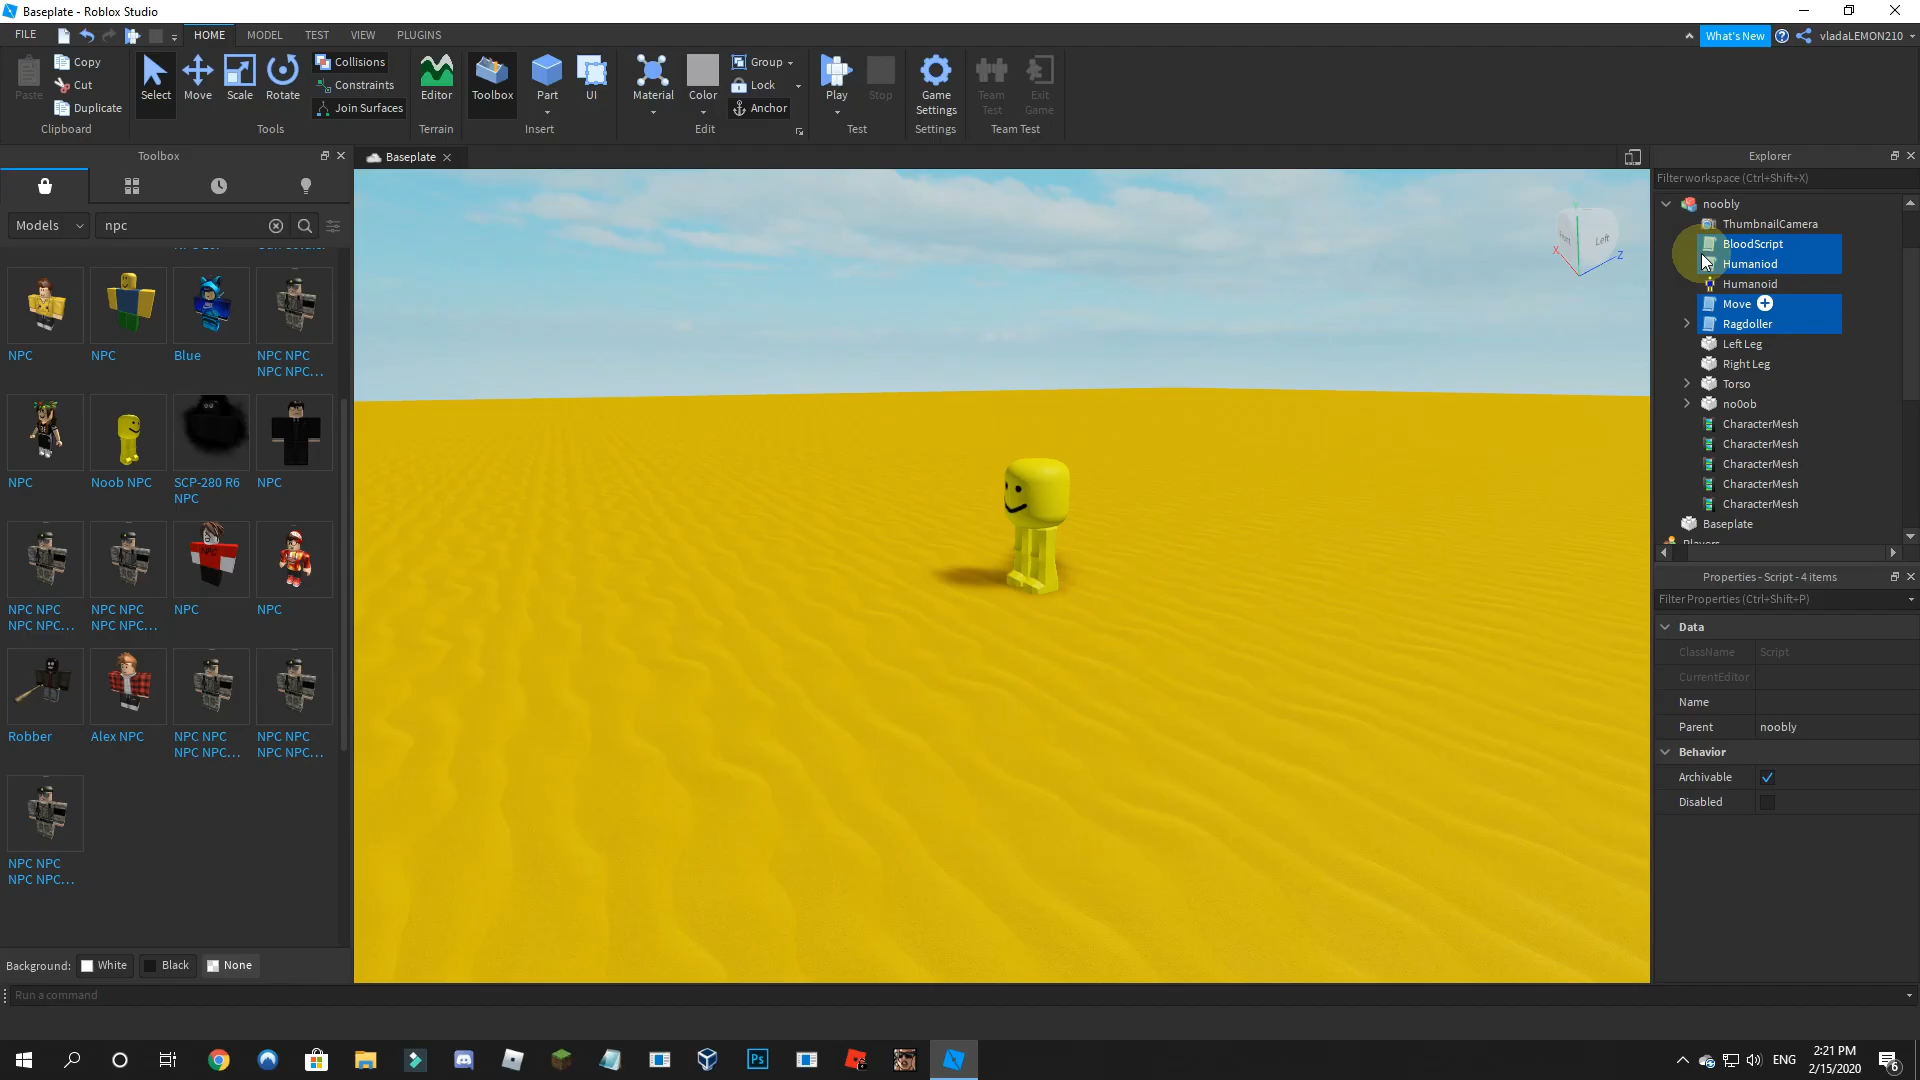 Baseplate - Roblox Studio
FILE
HOME
MODEL
TEST
VIEW
PLUGINS
What's New
vladaLEMON210
Paste
Copy
Cut
Duplicate
Clipboard
Select
Move
Scale
Rotate
Collisions
Constraints
Join Surfaces
Tools
Editor
Terrain
Toolbox
Part
UI
Insert
Material
Color
Group
Lock
Anchor
Edit
Play
Stop
Test
Game
Settings
Settings
Team
Test
Exit
Game
Team Test
Toolbox
Baseplate
Models
npc
NPC
NPC
Blue
NPC NPC
NPC NPC...
NPC
Noob NPC
SCP-280 R6
NPC
NPC
NPC NPC
NPC NPC...
NPC NPC
NPC NPC...
NPC
NPC
Robber
Alex NPC
NPC NPC
NPC NPC...
NPC NPC
NPC NPC...
NPC NPC
NPC NPC...
Background:
White
Black
None
Run a command
Left
X
Z
Explorer
Filter workspace (Ctrl+Shift+X)
noobly
ThumbnailCamera
BloodScript
Humaniod
Humanoid
Move
Ragdoller
Left Leg
Right Leg
Torso
no0ob
CharacterMesh
CharacterMesh
CharacterMesh
CharacterMesh
CharacterMesh
Baseplate
Players
Properties - Script - 4 items
Filter Properties (Ctrl+Shift+P)
Data
ClassName
Script
CurrentEditor
Name
Parent
noobly
Behavior
Archivable
Disabled
ENG
2:21 PM
2/15/2020
6